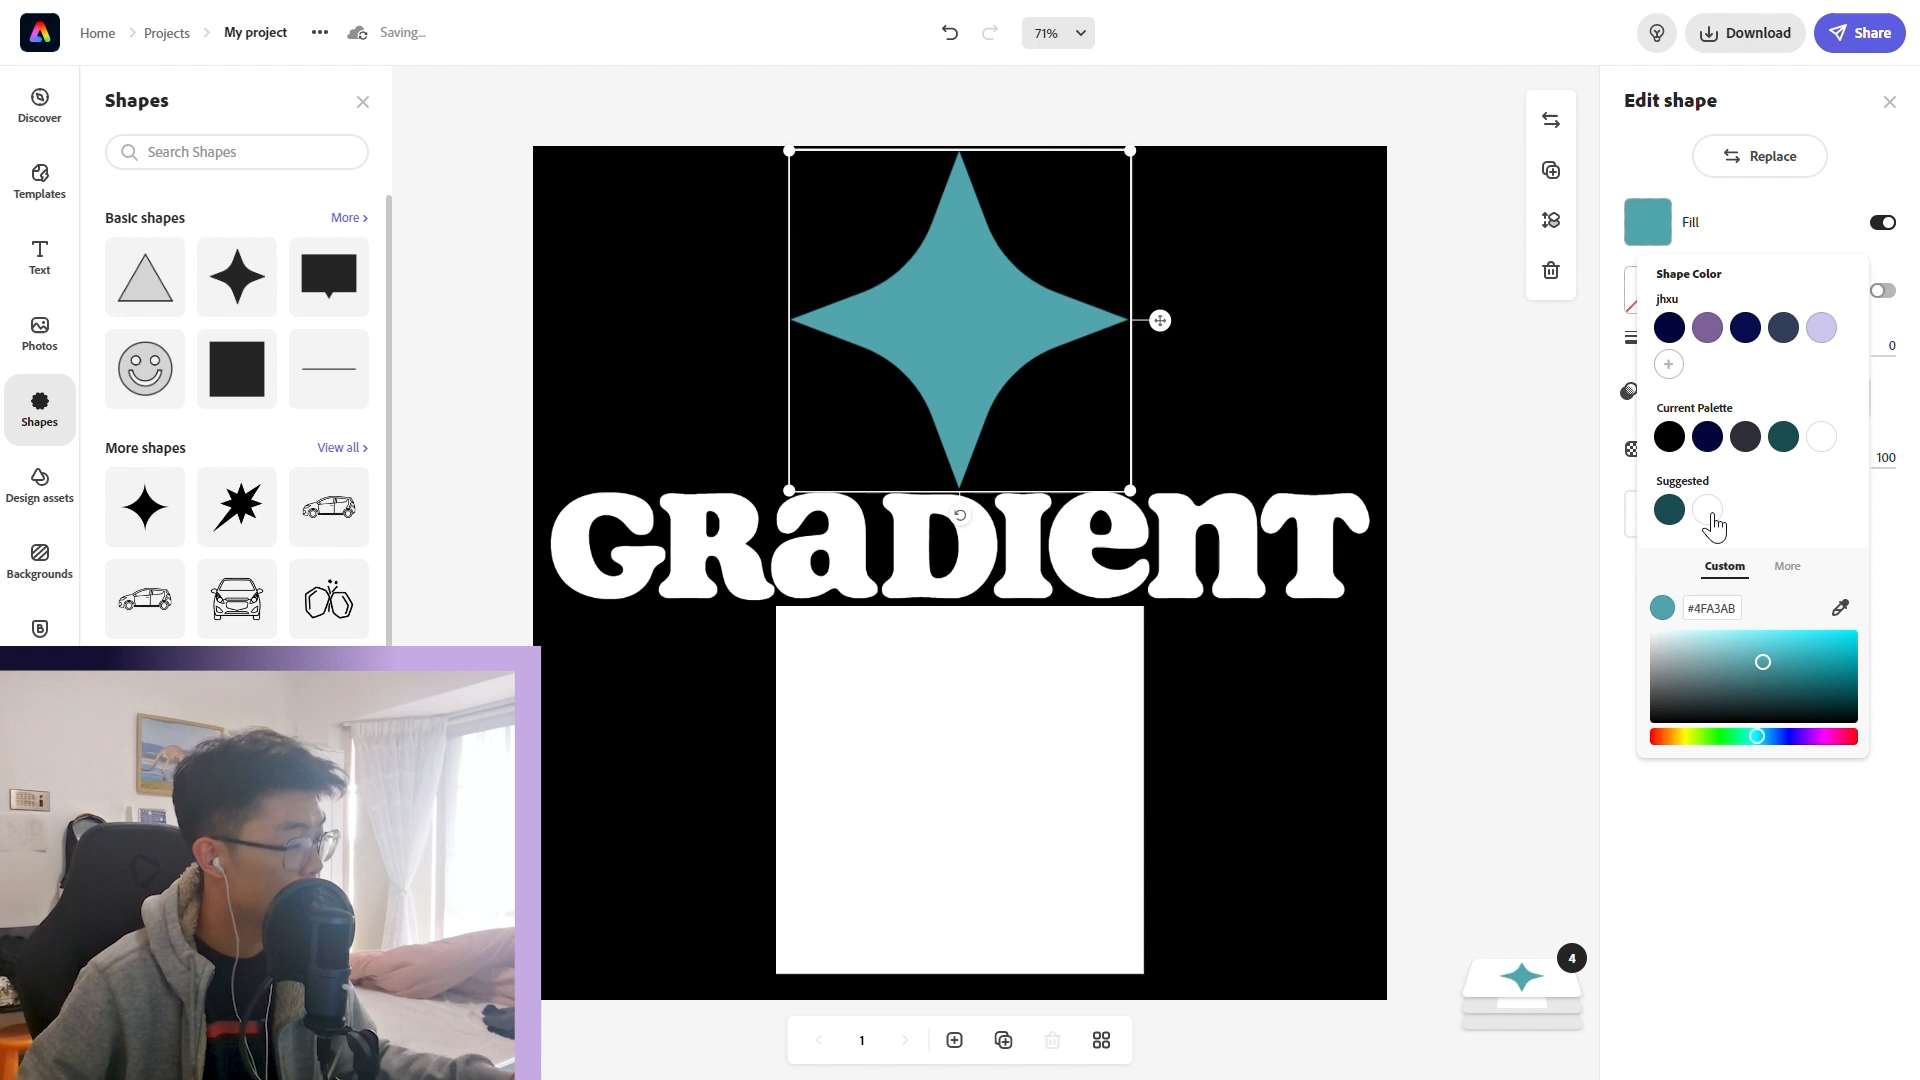 Home
Projects
My project
Saving...
71%
Download
Share
Discover
Templates
Text
Photos
Shapes
Design assets
Backgrounds
Shapes
Search Shapes
Basic shapes
More
More shapes
View all
GRaDIenT
1
4
Edit shape
Replace
Fill
Shape Color
jhxu
0
Current Palette
100
Suggested
Custom
More
#4FA3AB